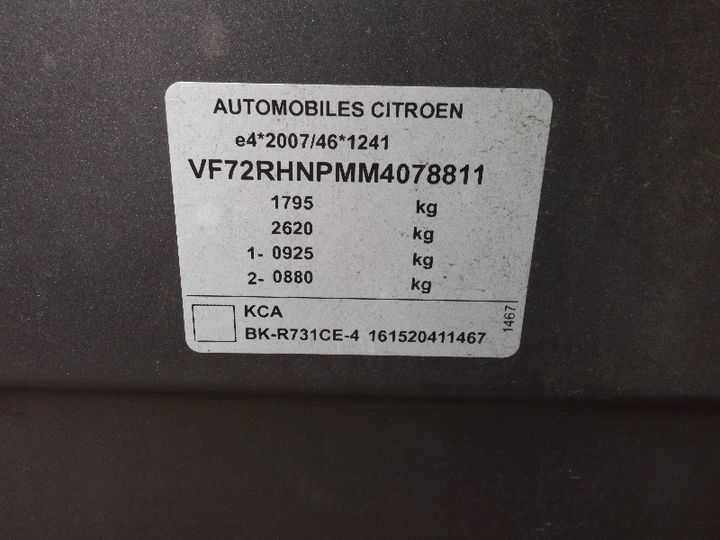 AUTOMOBILES CITROEN
e4*2007/46*1241
VF72RHNPMM4078811
1795 kg
2620 kg
1- 0925 kg
2- 0880 kg
KCA
BK-R731CE-4 161520411467
1467